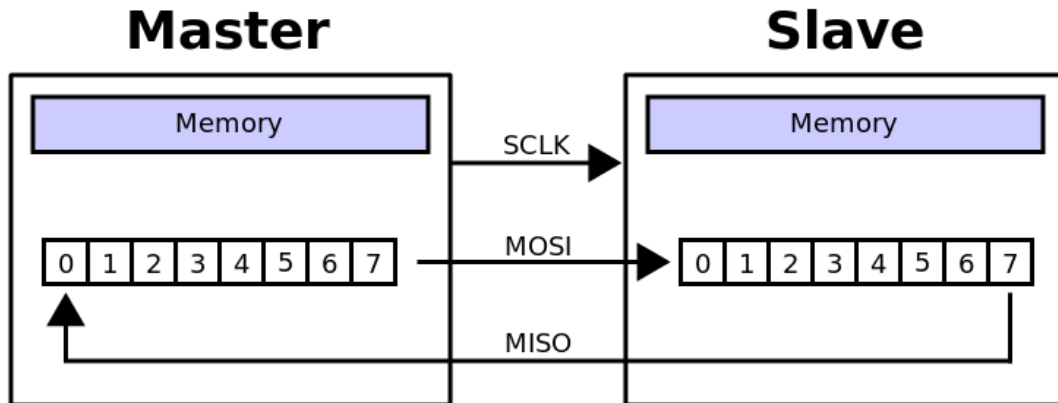 Master Slave
Memory Memory
SCLK
MOSI
0 1 2 3 4 5 6 7 0 1 2 3 4 5 6 7
MISO